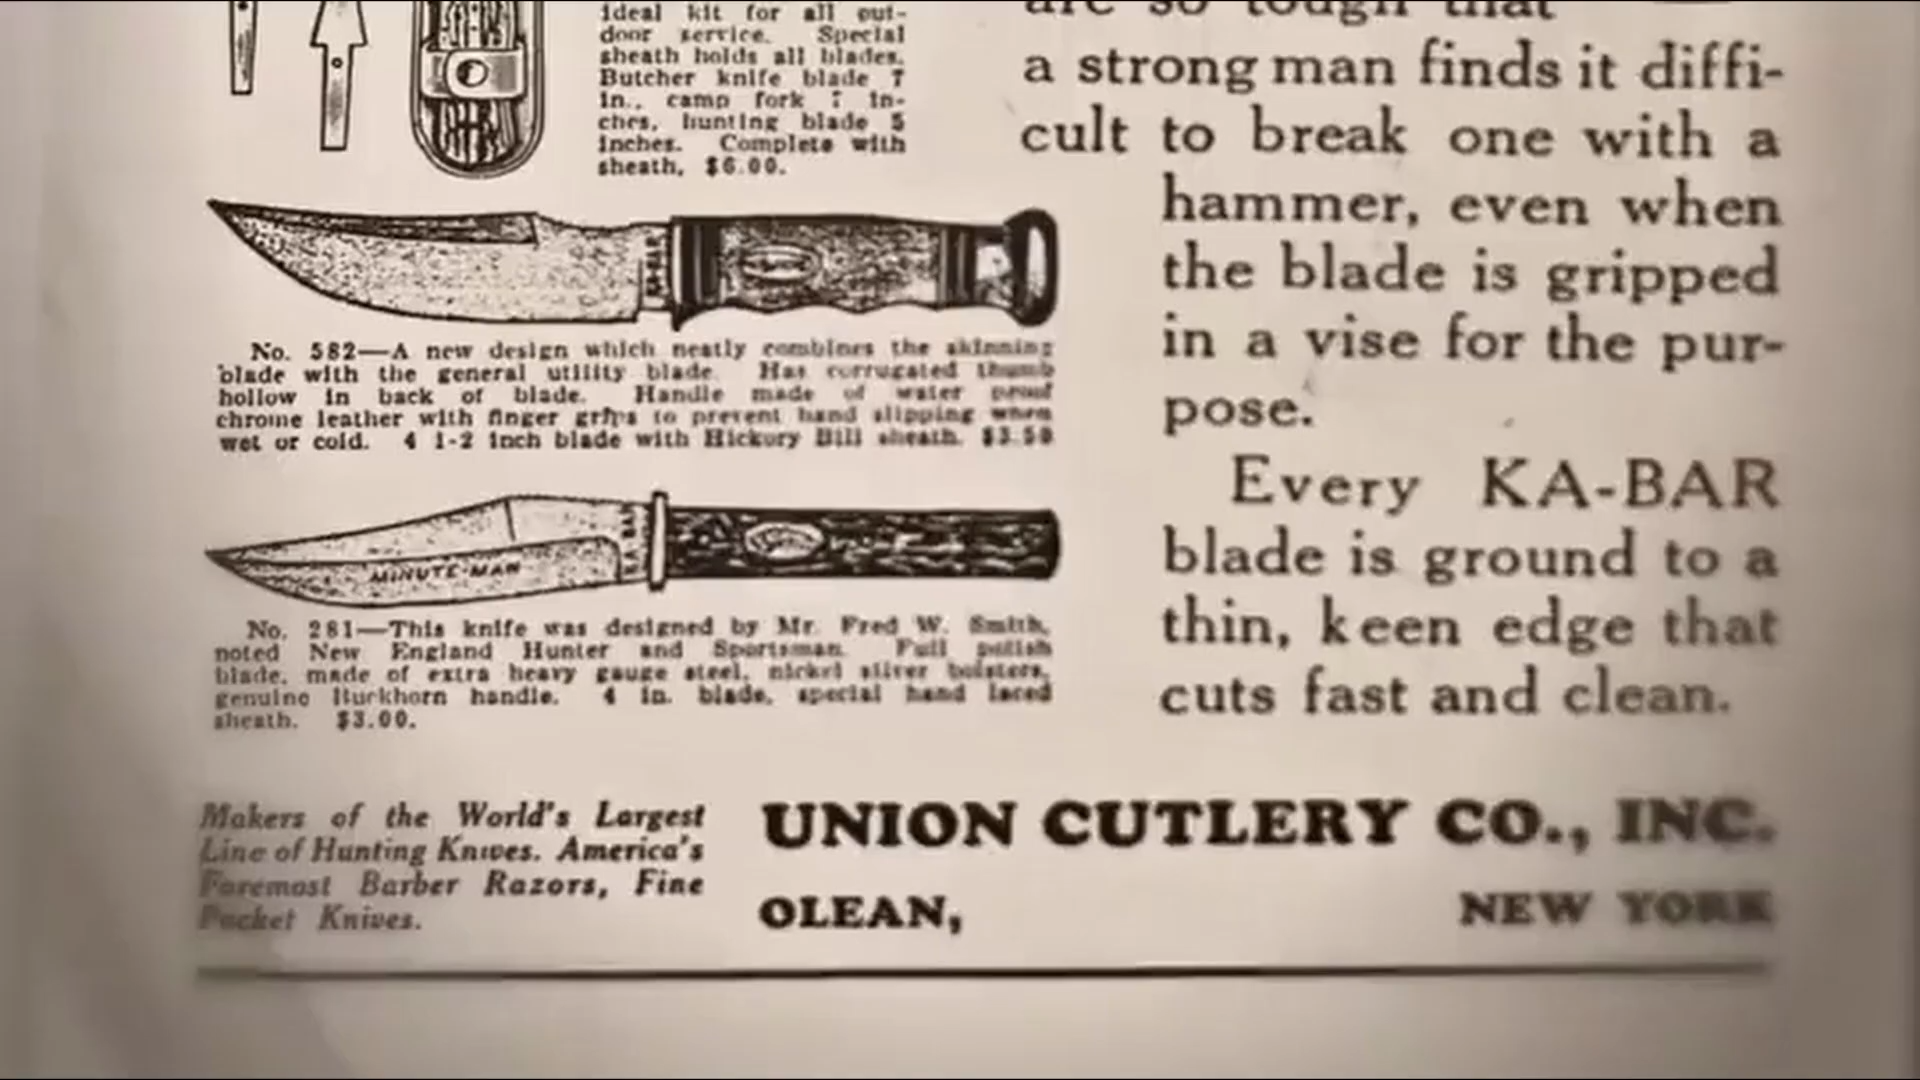 ideal kit for all out-
door service. Special
sheath holds all blades.
Butcher knife blade 7
in., camp fork 7 in-
ches, hunting blade 5
inches. Complete with
sheath, $6.00.
KA-BAR
No. 582—A new design which neatly combines the skinning
blade with the general utility blade. Has corrugated thumb
hollow in back of blade. Handle made of water proof
chrome leather with finger grips to prevent hand slipping when
wet or cold. 4 1-2 inch blade with Hickory Bill sheath. $3.50
MINUTE-MAN
KA-BAR
No. 281—This knife was designed by Mr. Fred W. Smith,
noted New England Hunter and Sportsman. Full polish
blade, made of extra heavy gauge steel, nickel silver bolsters,
genuine Buckhorn handle. 4 in. blade, special hand laced
sheath. $3.00.
are so tough that
a strong man finds it diffi-
cult to break one with a
hammer, even when
the blade is gripped
in a vise for the pur-
pose.
Every KA-BAR
blade is ground to a
thin, keen edge that
cuts fast and clean.
Makers of the World's Largest
Line of Hunting Knives. America's
Foremost Barber Razors, Fine
Pocket Knives.
UNION CUTLERY CO., INC.
OLEAN, NEW YORK